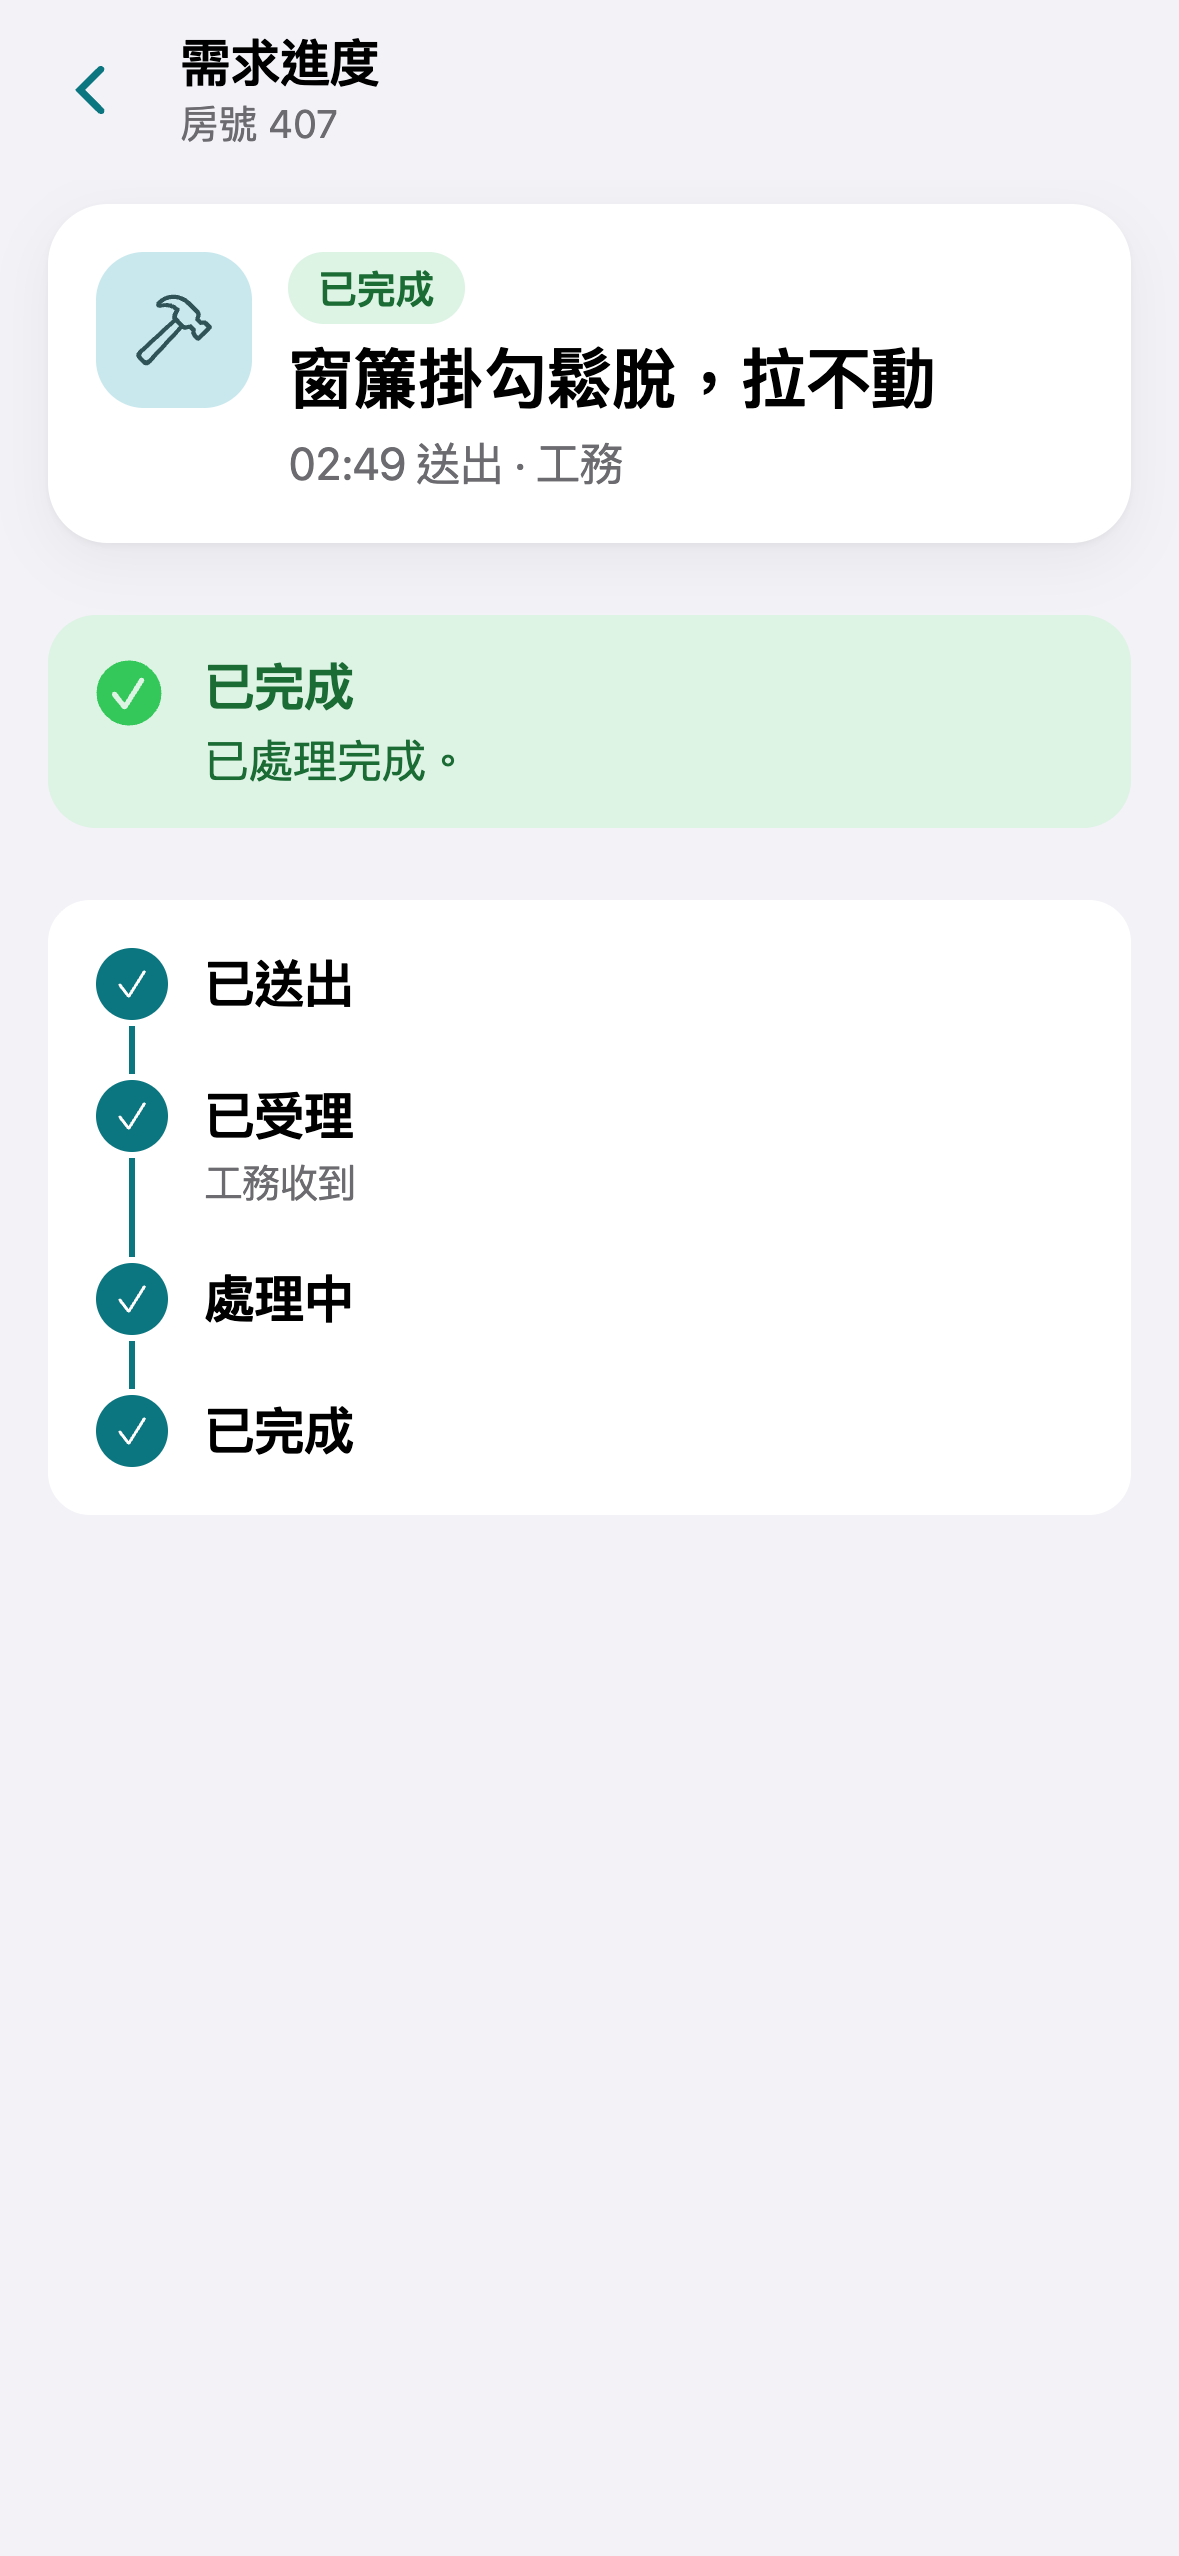 需求進度
房號 407
已完成
窗簾掛勾鬆脫，拉不動
02:49 送出 · 工務
已完成
已處理完成。
已送出
已受理
工務收到
處理中
已完成